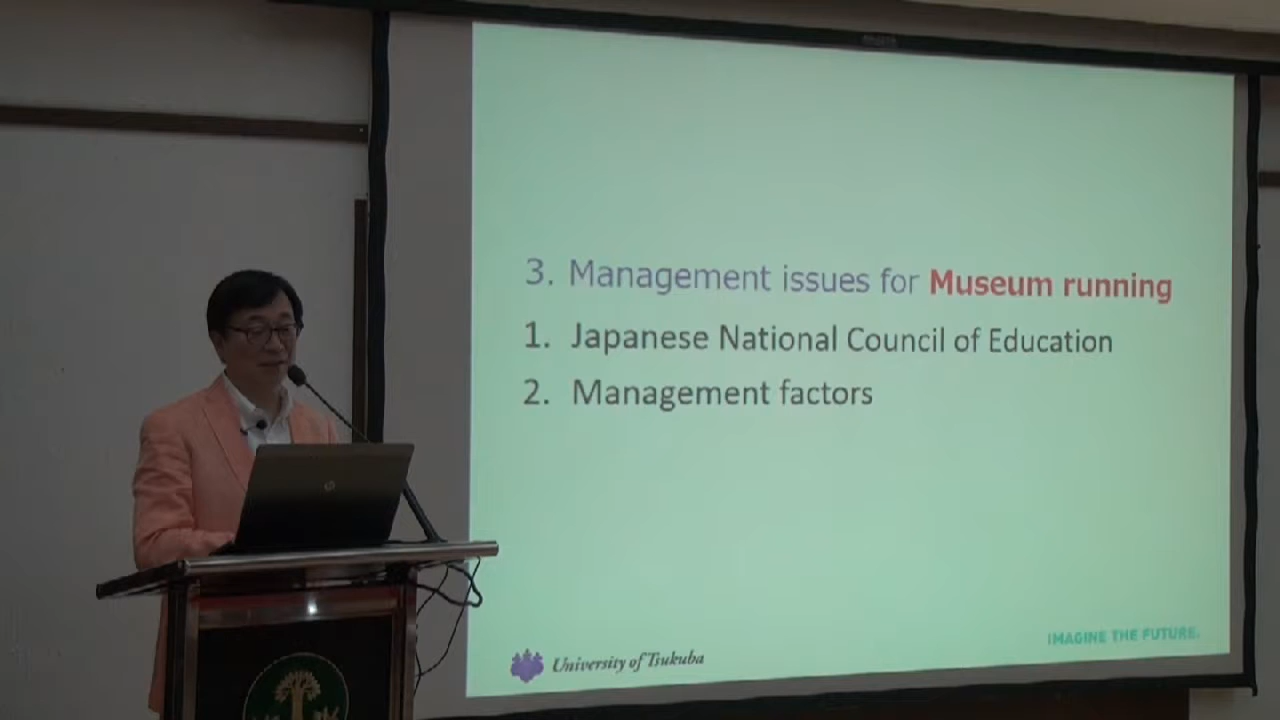 3. Management issues for Museum running
1. Japanese National Council of Education
2. Management factors
IMAGINE THE FUTURE.
University of Tsukuba
hp